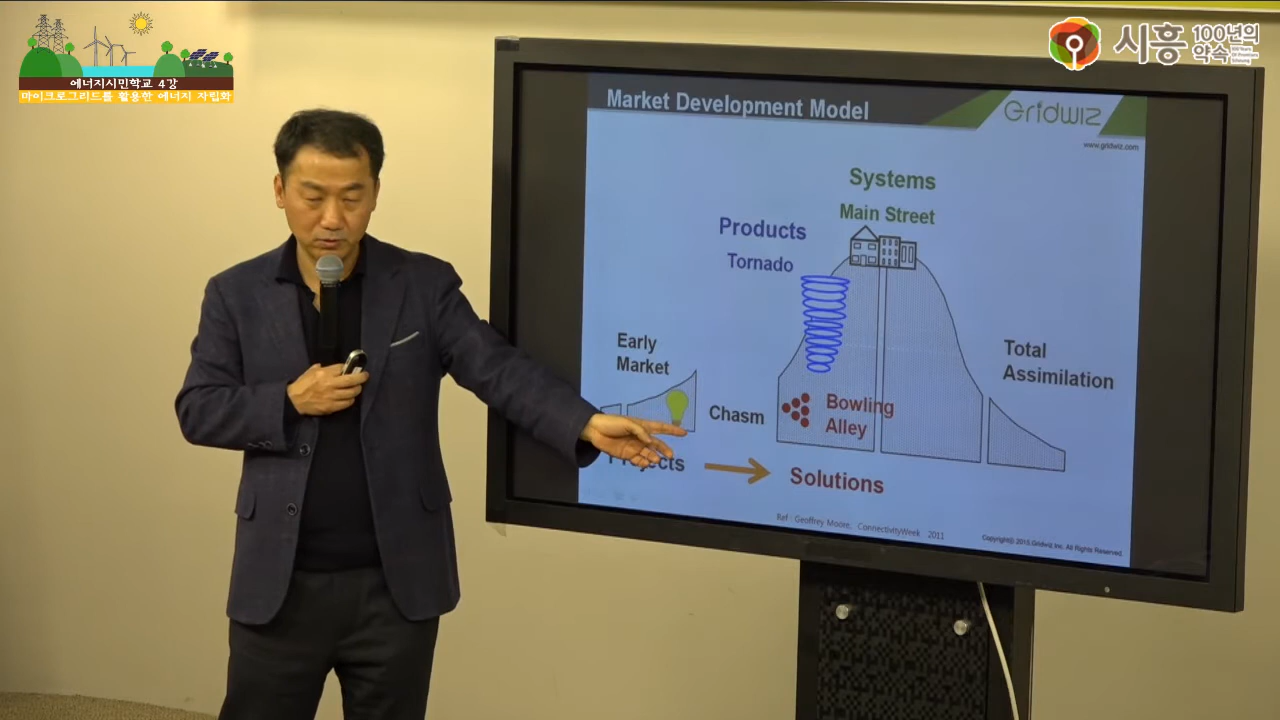 에너지시민학교 4강
마이크로그리드를 활용한 에너지 자립화
시흥
100년의
약속
Market Development Model
GridWIZ
www.gridwiz.com
Systems
Main Street
Products
Tornado
Early
Market
Chasm
Bowling
Alley
Total
Assimilation
Projects
Solutions
Ref : Geoffrey Moore, ConnectivityWeek 2011
Copyright© 2015.Gridwiz Inc. All Rights Reserved